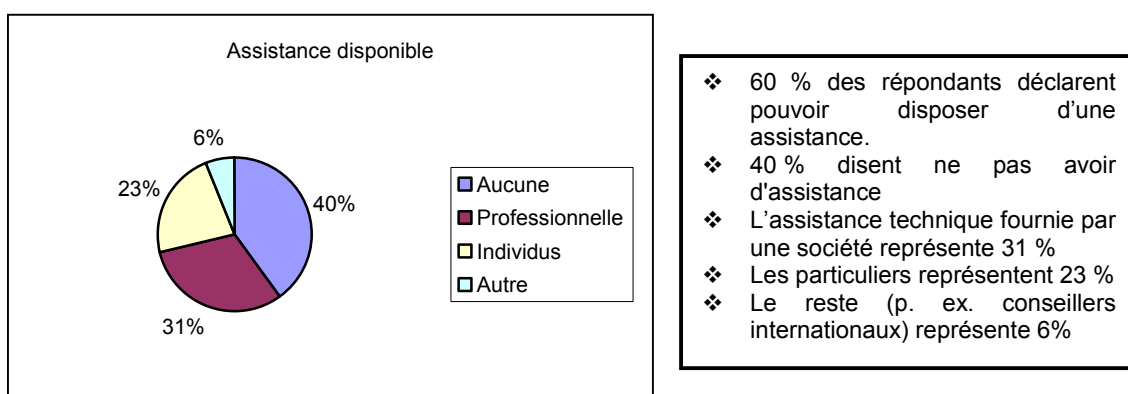 Assistance disponible
6%
23%
40%
31%
Aucune
Professionnelle
Individus
Autre
❖ 60 % des répondants déclarent
pouvoir disposer d’une
assistance.
❖ 40 % disent ne pas avoir
d'assistance
❖ L’assistance technique fournie par
une société représente 31 %
❖ Les particuliers représentent 23 %
❖ Le reste (p. ex. conseillers
internationaux) représente 6%